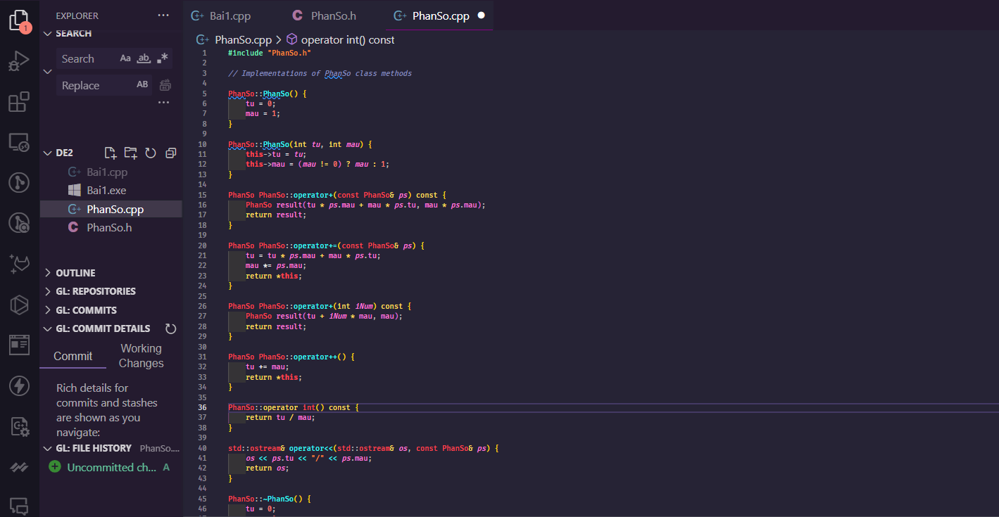 EXPLORER
SEARCH
Search
Aa
ab
Replace
AB
1
DE2
Bai1.cpp
Bai1.exe
PhanSo.cpp
PhanSo.h
OUTLINE
GL: REPOSITORIES
GL: COMMITS
GL: COMMIT DETAILS
Commit
Working
Changes
Rich details for
commits and stashes
are shown as you
navigate:
GL: FILE HISTORY PhanSo....
Uncommitted ch... A
Bai1.cpp
PhanSo.h
PhanSo.cpp
PhanSo.cpp > operator int() const
1 #include "PhanSo.h"
2
3 // Implementations of PhanSo class methods
4
5 PhanSo::PhanSo() {
6 tu = 0;
7 mau = 1;
8 }
9
10 PhanSo::PhanSo(int tu, int mau) {
11 this->tu = tu;
12 this->mau = (mau != 0) ? mau : 1;
13 }
14
15 PhanSo PhanSo::operator+(const PhanSo& ps) const {
16 PhanSo result(tu * ps.mau + mau * ps.tu, mau * ps.mau);
17 return result;
18 }
19
20 PhanSo PhanSo::operator+=(const PhanSo& ps) {
21 tu = tu * ps.mau + mau * ps.tu;
22 mau *= ps.mau;
23 return *this;
24 }
25
26 PhanSo PhanSo::operator+(int iNum) const {
27 PhanSo result(tu + iNum * mau, mau);
28 return result;
29 }
30
31 PhanSo PhanSo::operator++() {
32 tu += mau;
33 return *this;
34 }
35
36 PhanSo::operator int() const {
37 return tu / mau;
38 }
39
40 std::ostream& operator<<(std::ostream& os, const PhanSo& ps) {
41 os << ps.tu << "/" << ps.mau;
42 return os;
43 }
44
45 PhanSo::~PhanSo() {
46 tu = 0;